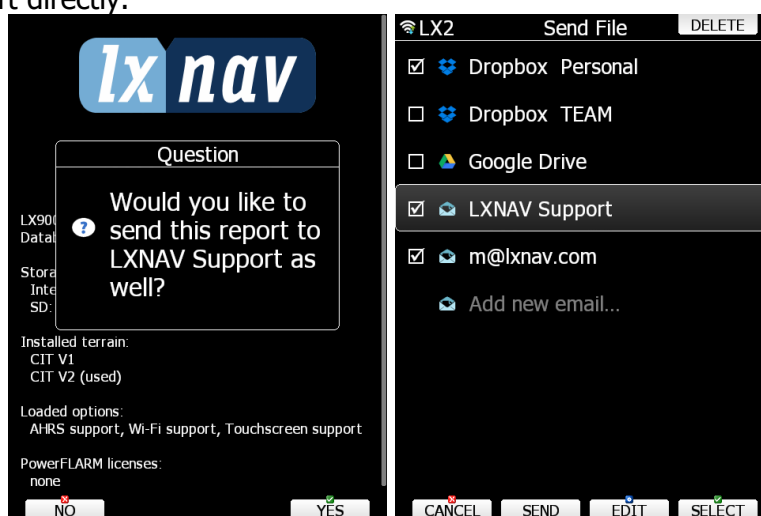 rt directly.
lx nav
Question
Would you like to
send this report to
LXNAV Support as
well?
LX900
Datab
Stora
Inte
SD:
Installed terrain:
CIT V1
CIT V2 (used)
Loaded options:
AHRS support, Wi-Fi support, Touchscreen support
PowerFLARM licenses:
none
NO
YES
LX2
Send File
DELETE
Dropbox Personal
Dropbox TEAM
Google Drive
LXNAV Support
m@lxnav.com
Add new email...
CANCEL
SEND
EDIT
SELECT